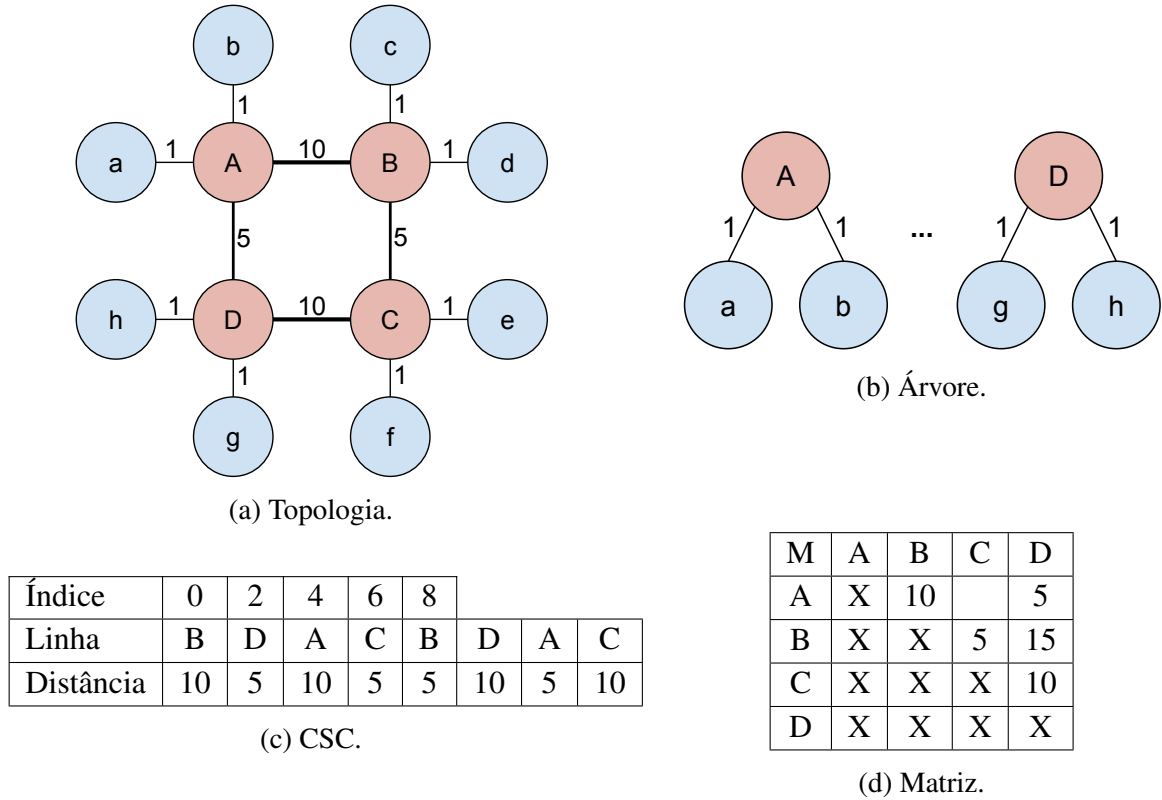 b c
1 1
a 1 A 10 B 1 d
5 5
h 1 D 10 C 1 e
1 1
g f
(a) Topologia.
A ... D
1 1 1 1
a b g h
(b) Árvore.
Índice 0 2 4 6 8
Linha B D A C B D A C
Distância 10 5 10 5 5 10 5 10
(c) CSC.
M A B C D
A X 10 5
B X X 5 15
C X X X 10
D X X X X
(d) Matriz.